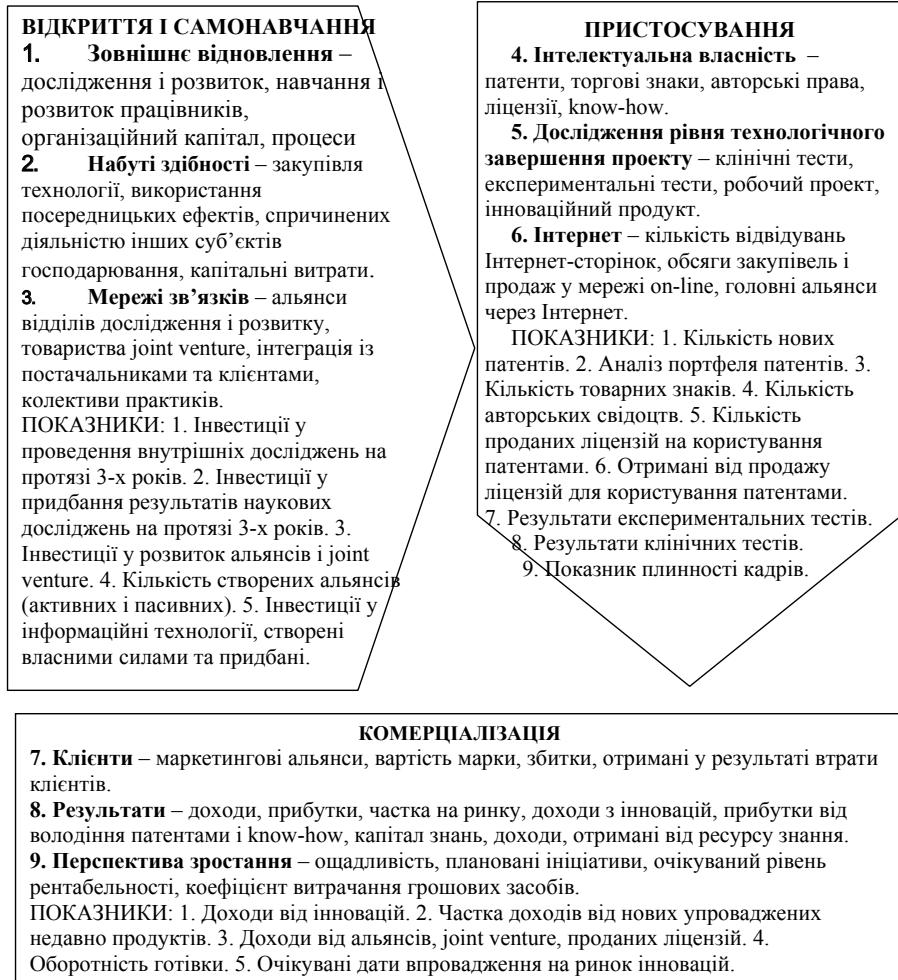 ВІДКРИТТЯ І САМОНАВЧАННЯ
1. Зовнішнє відновлення –
дослідження і розвиток, навчання і
розвиток працівників,
організаційний капітал, процеси
2. Набуті здібності – закупівля
технології, використання
посередницьких ефектів, спричинених
діяльністю інших суб’єктів
господарювання, капітальні витрати.
3. Мережі зв’язків – альянси
відділів дослідження і розвитку,
товариства joint venture, інтеграція із
постачальниками та клієнтами,
колективи практиків.
ПОКАЗНИКИ: 1. Інвестиції у
проведення внутрішніх досліджень на
протязі 3-х років. 2. Інвестиції у
придбання результатів наукових
досліджень на протязі 3-х років. 3.
Інвестиції у розвиток альянсів і joint
venture. 4. Кількість створених альянсів
(активних і пасивних). 5. Інвестиції у
інформаційні технології, створені
власними силами та придбані.
ПРИСТОСУВАННЯ
4. Інтелектуальна власність –
патенти, торгові знаки, авторські права,
ліцензії, know-how.
5. Дослідження рівня технологічного
завершення проекту – клінічні тести,
експериментальні тести, робочий проект,
інноваційний продукт.
6. Інтернет – кількість відвідувань
Інтернет-сторінок, обсяги закупівель і
продаж у мережі on-line, головні альянси
через Інтернет.
ПОКАЗНИКИ: 1. Кількість нових
патентів. 2. Аналіз портфеля патентів. 3.
Кількість товарних знаків. 4. Кількість
авторських свідоцтв. 5. Кількість
проданих ліцензій на користування
патентами. 6. Отримані від продажу
ліцензій для користування патентами.
7. Результати експериментальних тестів.
8. Результати клінічних тестів.
9. Показник плинності кадрів.
КОМЕРЦІАЛІЗАЦІЯ
7. Клієнти – маркетингові альянси, вартість марки, збитки, отримані у результаті втрати
клієнтів.
8. Результати – доходи, прибутки, частка на ринку, доходи з інновацій, прибутки від
володіння патентами і know-how, капітал знань, доходи, отримані від ресурсу знання.
9. Перспектива зростання – ощадливість, плановані ініціативи, очікуваний рівень
рентабельності, коефіцієнт витрачання грошових засобів.
ПОКАЗНИКИ: 1. Доходи від інновацій. 2. Частка доходів від нових упроваджених
недавно продуктів. 3. Доходи від альянсів, joint venture, проданих ліцензій. 4.
Оборотність готівки. 5. Очікувані дати впровадження на ринок інновацій.